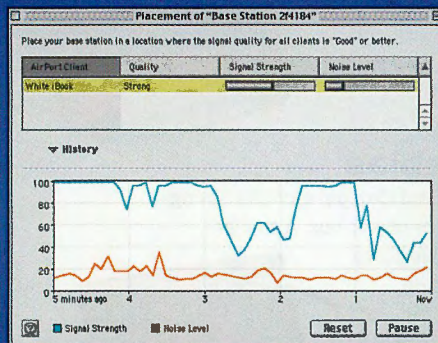 Placement of "Base Station 2f4184"
Place your base station in a location where the signal quality for all clients is "Good" or better.
AirPort Client Quality Signal Strength Noise Level
White iBook Strong
History
100
80
60
40
20
0
5 minutes ago 4 3 2 1 Now
Signal Strength Noise Level Reset Pause